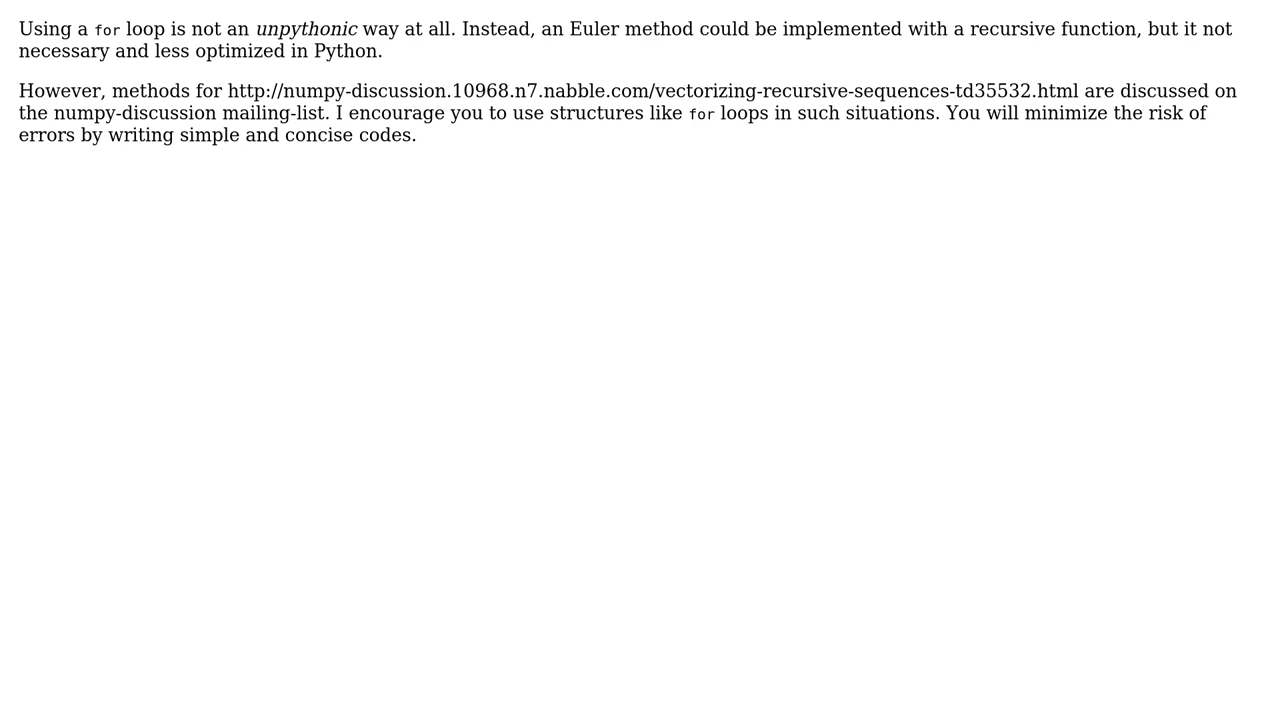 Using a for loop is not an unpythonic way at all. Instead, an Euler method could be implemented with a recursive function, but it not
necessary and less optimized in Python.
However, methods for http://numpy-discussion.10968.n7.nabble.com/vectorizing-recursive-sequences-td35532.html are discussed on
the numpy-discussion mailing-list. I encourage you to use structures like for loops in such situations. You will minimize the risk of
errors by writing simple and concise codes.